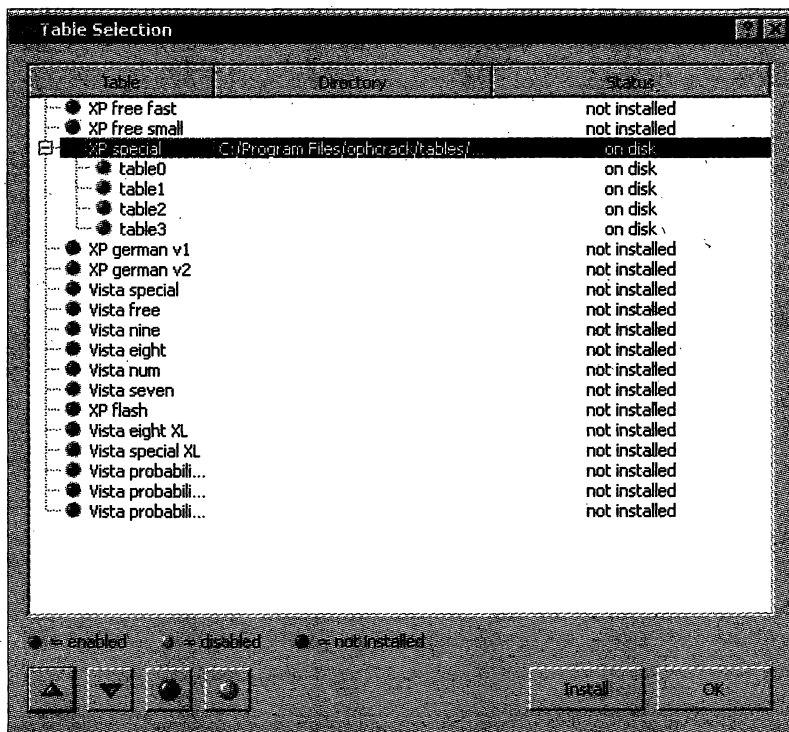 Table Selection
Table Directory Status
XP free fast not installed
XP free small not installed
XP special C:/Program Files/ophcrack/tables/... on disk
table0 on disk
table1 on disk
table2 on disk
table3 on disk
XP german v1 not installed
XP german v2 not installed
Vista special not installed
Vista free not installed
Vista nine not installed
Vista eight not installed
Vista num not installed
Vista seven not installed
XP flash not installed
Vista eight XL not installed
Vista special XL not installed
Vista probabili... not installed
Vista probabili... not installed
Vista probabili... not installed
= enabled = disabled = not installed
Install OK